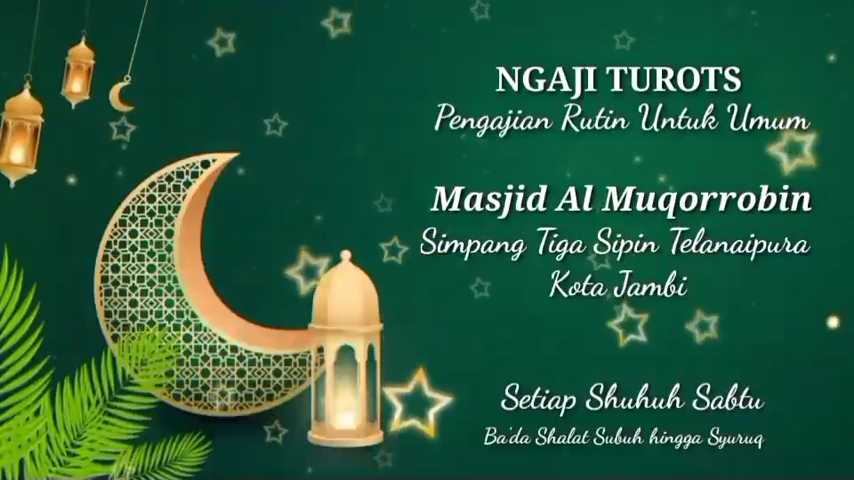 NGAJI TUROTS
Pengajian Rutin Untuk Umum
Masjid Al Muqorrobin
Simpang Tiga Sipin Telanaipura
Kota Jambi
Setiap Shuhuh Sabtu
Ba'da Shalat Subuh hingga Syuruq